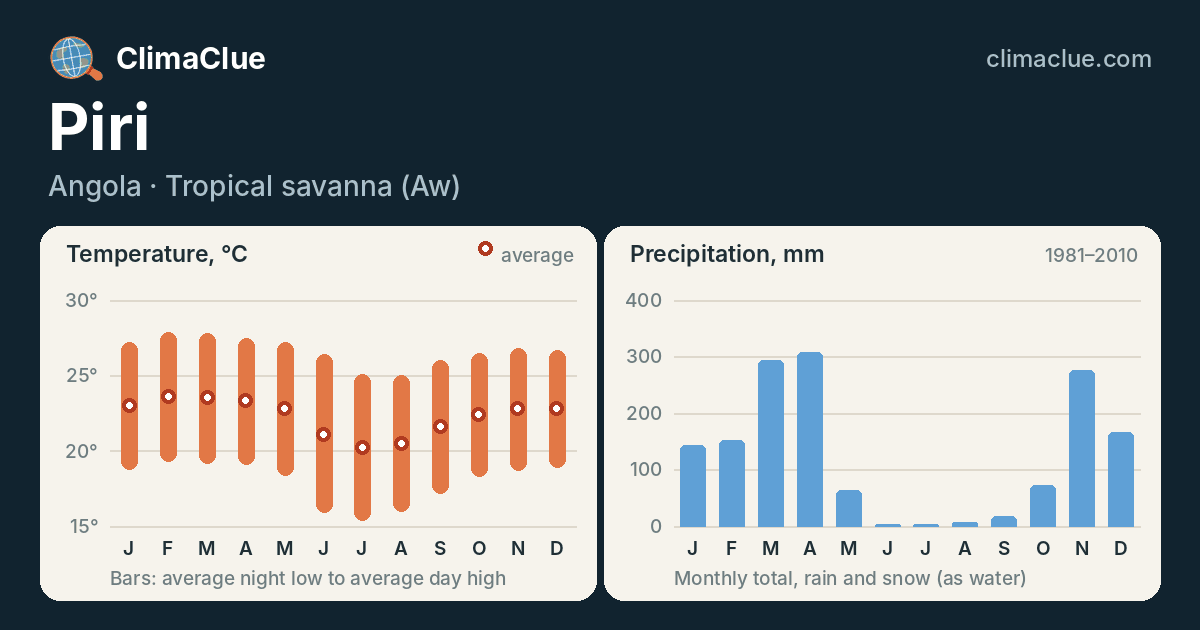 ClimaClue
climaclue.com
Piri
Angola · Tropical savanna (Aw)
Temperature, °C
average
30°
25°
20°
15°
J F M A M J J A S O N D
Bars: average night low to average day high
Precipitation, mm
1981–2010
400
300
200
100
0
J F M A M J J A S O N D
Monthly total, rain and snow (as water)